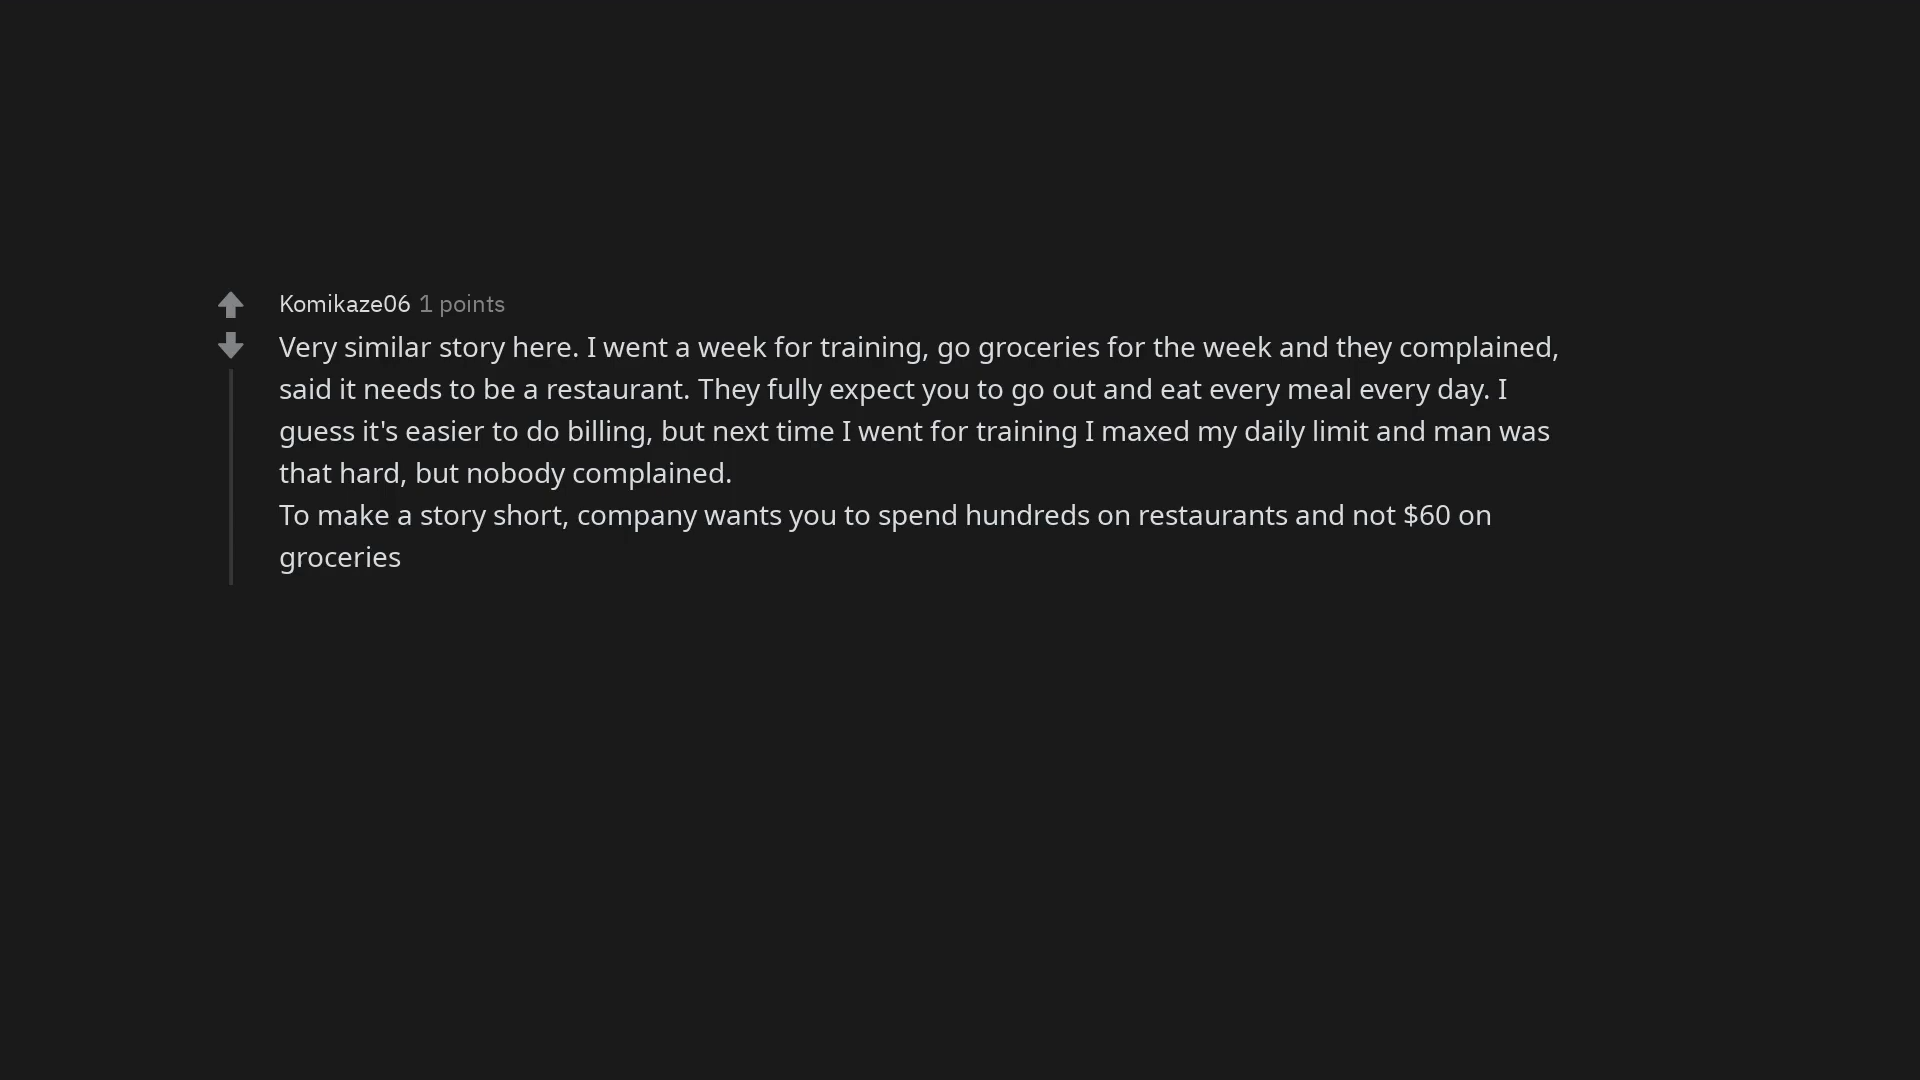 Komikaze06 1 points
Very similar story here. I went a week for training, go groceries for the week and they complained,
said it needs to be a restaurant. They fully expect you to go out and eat every meal every day. I
guess it's easier to do billing, but next time I went for training I maxed my daily limit and man was
that hard, but nobody complained.
To make a story short, company wants you to spend hundreds on restaurants and not $60 on
groceries